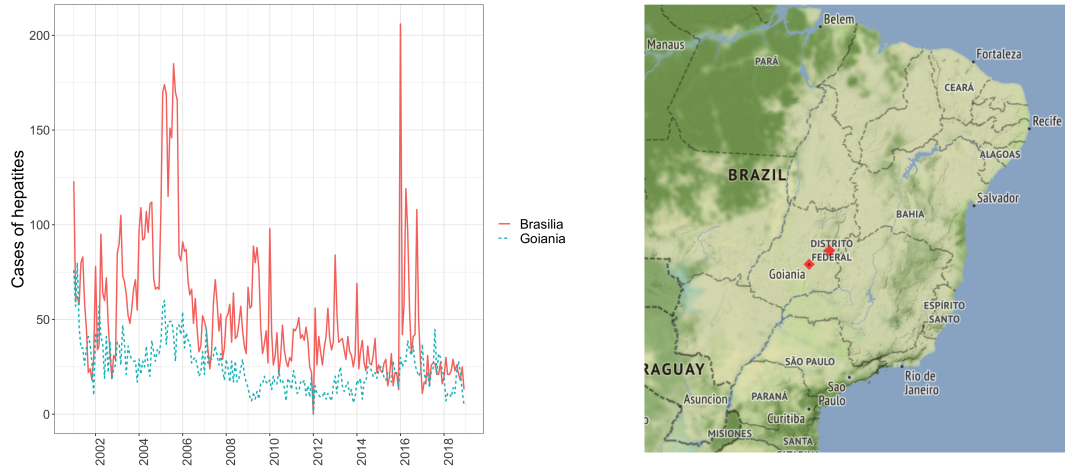 200
150
100
50
0
Cases of hepatites
2002
2004
2006
2008
2010
2012
2014
2016
2018
Brasilia
Goiania
Belem
Manaus
PARÁ
Fortaleza
CEARÁ
Recife
ALAGOAS
BRAZIL
Salvador
BAHIA
DISTRITO
FEDERAL
Goiania
ESPÍRITO
SANTO
SÃO PAULO
RAGUAY
Rio de
Janeiro
Sao
Paulo
Asuncion
PARANÁ
Curitiba
MISIONES
SANTA